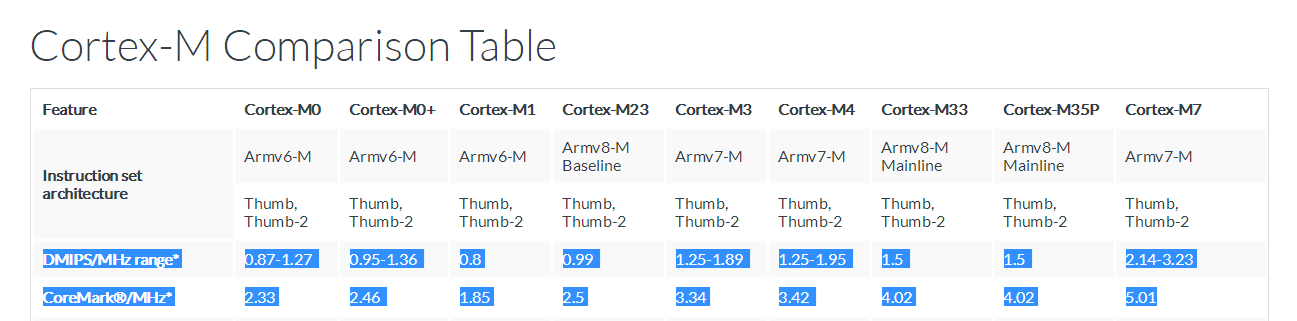 Cortex-M Comparison Table
Feature Cortex-M0 Cortex-M0+ Cortex-M1 Cortex-M23 Cortex-M3 Cortex-M4 Cortex-M33 Cortex-M35P Cortex-M7
Instruction set architecture
Armv6-M Armv6-M Armv6-M Armv8-M Baseline Armv7-M Armv7-M Armv8-M Mainline Armv8-M Mainline Armv7-M
Thumb, Thumb-2 Thumb, Thumb-2 Thumb, Thumb-2 Thumb, Thumb-2 Thumb, Thumb-2 Thumb, Thumb-2 Thumb, Thumb-2 Thumb, Thumb-2 Thumb, Thumb-2
DMIPS/MHz range* 0.87-1.27 0.95-1.36 0.8 0.99 1.25-1.89 1.25-1.95 1.5 1.5 2.14-3.23
CoreMark®/MHz* 2.33 2.46 1.85 2.5 3.34 3.42 4.02 4.02 5.01